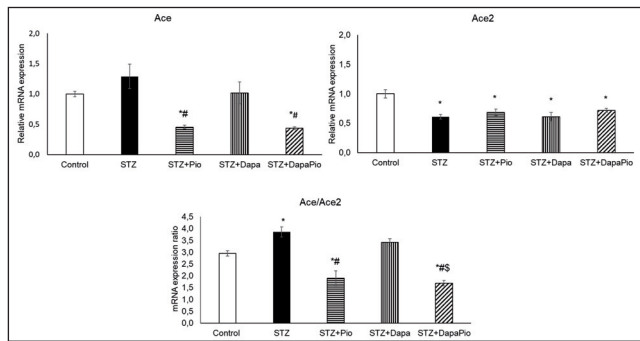 Ace
Relative mRNA expression
2,0
1,5
1,0
0,5
0,0
*#
*#
Control STZ STZ+Pio STZ+Dapa STZ+DapaPio
Ace2
Relative mRNA expression
2,0
1,5
1,0
0,5
0,0
* * * *
Control STZ STZ+Pio STZ+Dapa STZ+DapaPio
Ace/Ace2
mRNA expression ratio
4,5
4,0
3,5
3,0
2,5
2,0
1,5
1,0
0,5
0,0
*
*#
*#$
Control STZ STZ+Pio STZ+Dapa STZ+DapaPio